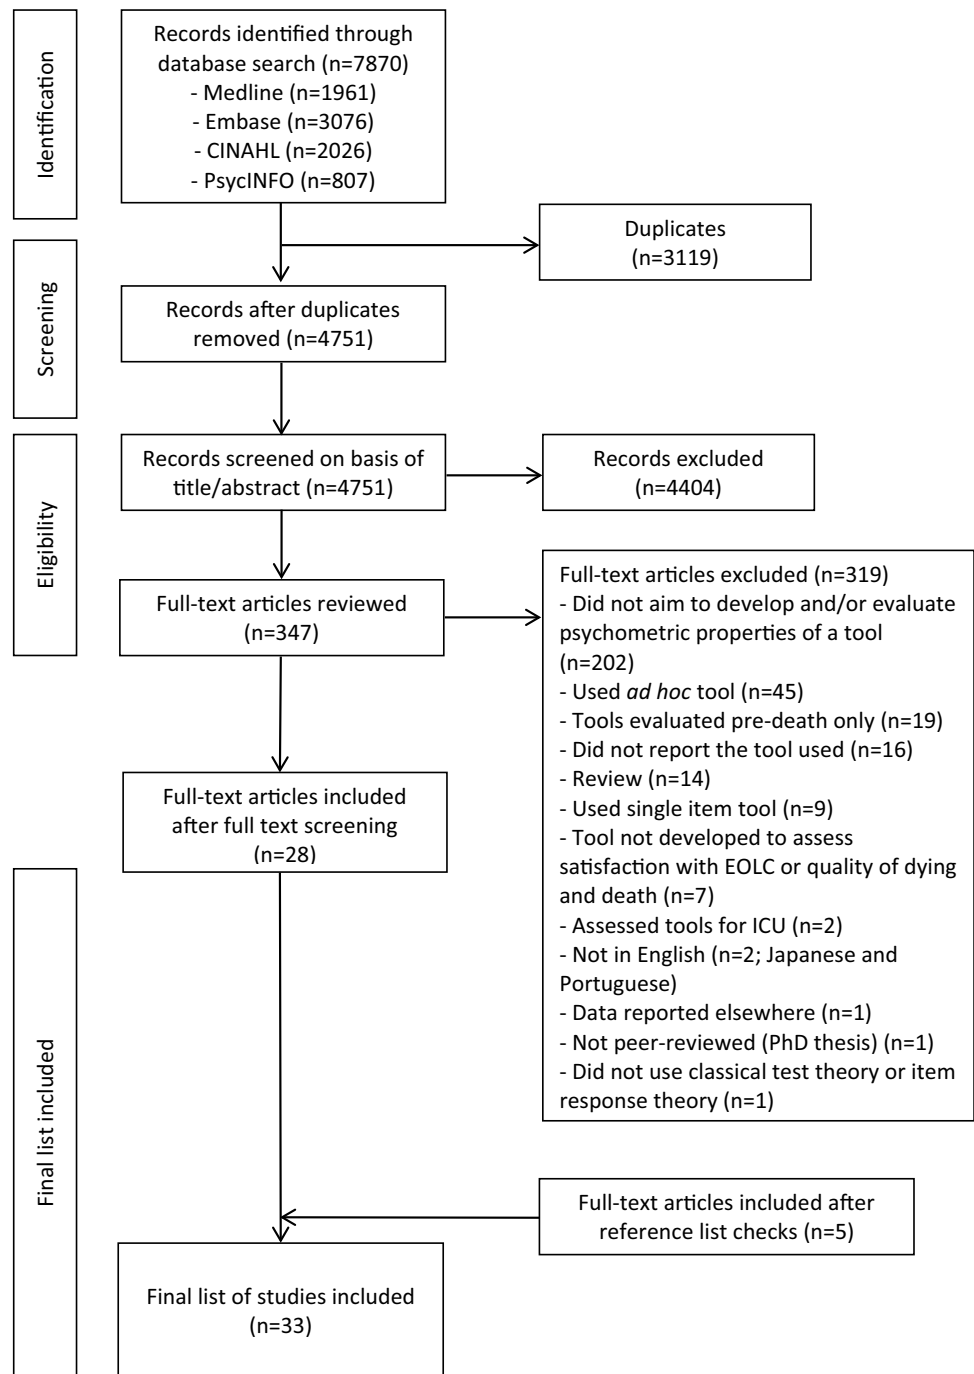 Identification
Records identified through
database search (n=7870)
- Medline (n=1961)
- Embase (n=3076)
- CINAHL (n=2026)
- PsycINFO (n=807)
Duplicates
(n=3119)
Screening
Records after duplicates
removed (n=4751)
Eligibility
Records screened on basis of
title/abstract (n=4751)
Records excluded
(n=4404)
Full-text articles reviewed
(n=347)
Full-text articles excluded (n=319)
- Did not aim to develop and/or evaluate
psychometric properties of a tool
(n=202)
- Used ad hoc tool (n=45)
- Tools evaluated pre-death only (n=19)
- Did not report the tool used (n=16)
- Review (n=14)
- Used single item tool (n=9)
- Tool not developed to assess
satisfaction with EOLC or quality of dying
and death (n=7)
- Assessed tools for ICU (n=2)
- Not in English (n=2; Japanese and
Portuguese)
- Data reported elsewhere (n=1)
- Not peer-reviewed (PhD thesis) (n=1)
- Did not use classical test theory or item
response theory (n=1)
Full-text articles included
after full text screening
(n=28)
Final list included
Full-text articles included after
reference list checks (n=5)
Final list of studies included
(n=33)